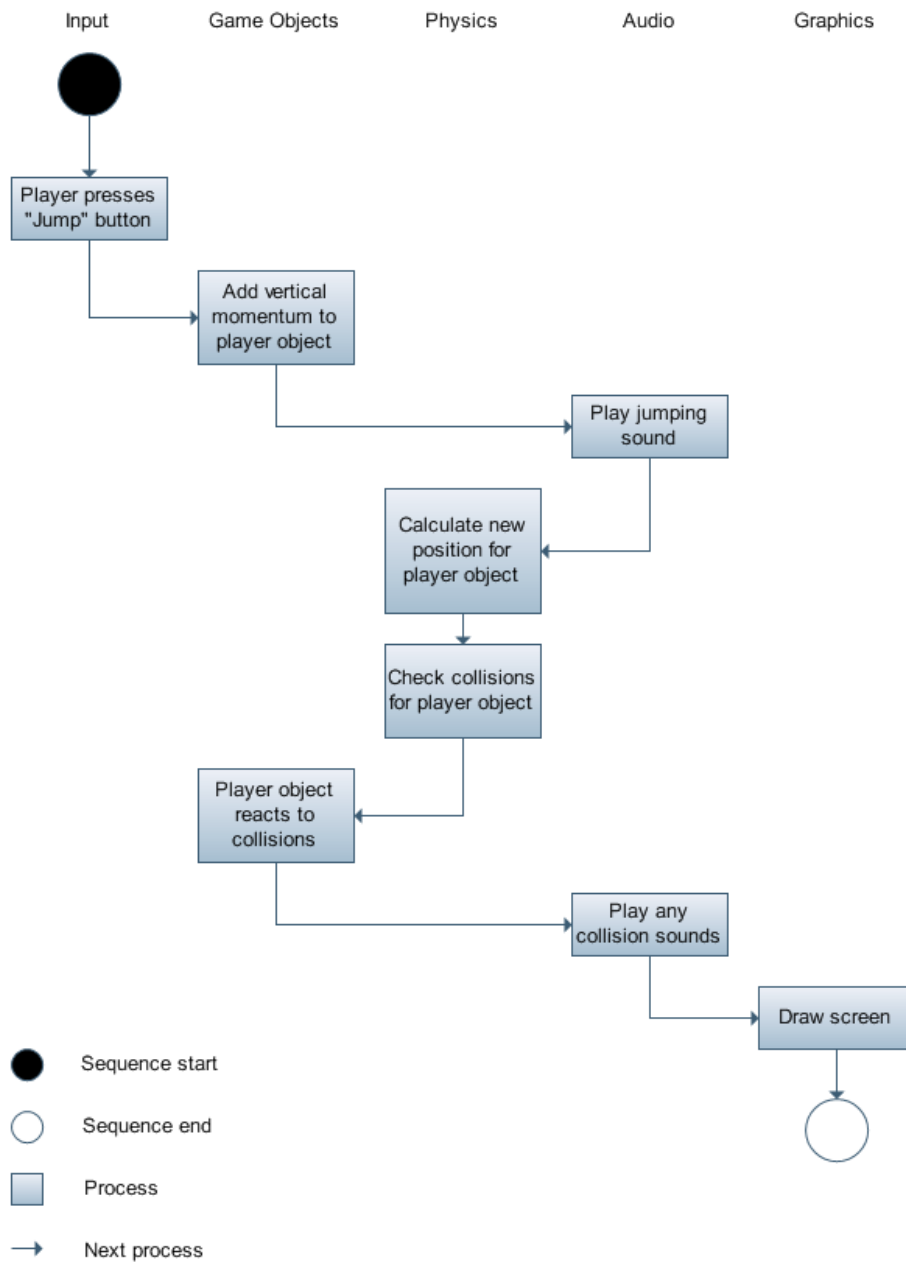 Input
Game Objects
Physics
Audio
Graphics
Player presses
"Jump" button
Add vertical
momentum to
player object
Play jumping
sound
Calculate new
position for
player object
Check collisions
for player object
Player object
reacts to
collisions
Play any
collision sounds
Draw screen
Sequence start
Sequence end
Process
Next process